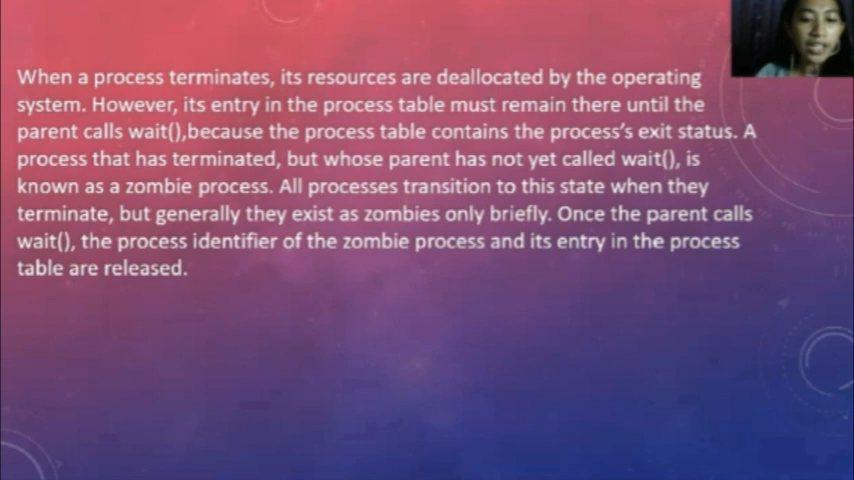 When a process terminates, its resources are deallocated by the operating
system. However, its entry in the process table must remain there until the
parent calls wait(),because the process table contains the process’s exit status. A
process that has terminated, but whose parent has not yet called wait(), is
known as a zombie process. All processes transition to this state when they
terminate, but generally they exist as zombies only briefly. Once the parent calls
wait(), the process identifier of the zombie process and its entry in the process
table are released.